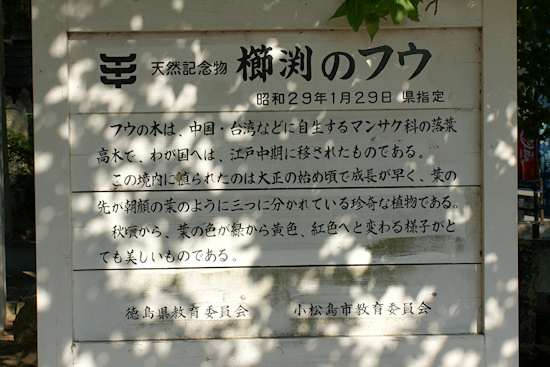 天然記念物 櫛渕のフウ
昭和29年1月29日 県指定
フウの木は、中国・台湾などに自生するマンサク科の落葉
高木で、わが国へは、江戸中期に移されたものである。
この境内に植られたのは大正の始め頃で成長が早く、葉の
先が朝顔の葉のように三つに分かれている珍奇な植物である。
秋頃から、葉の色が緑から黄色、紅色へと変わる様子がと
ても美しいものである。
徳島県教育委員会 小松島市教育委員会